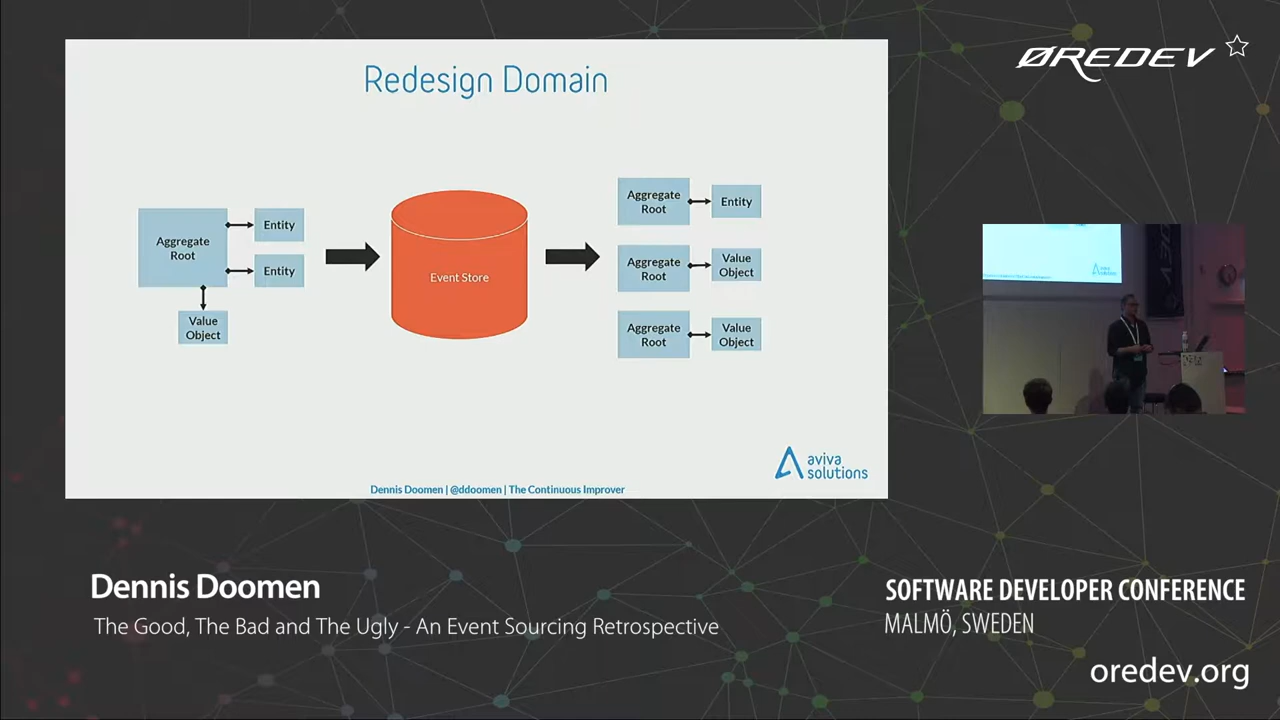 ØREDEV
Redesign Domain
Aggregate
Root
Entity
Entity
Value
Object
Event Store
Aggregate
Root
Entity
Aggregate
Root
Value
Object
Aggregate
Root
Value
Object
aviva
solutions
Dennis Doomen | @ddoomen | The Continuous Improver
aviva
solutions
Dennis Doomen
The Good, The Bad and The Ugly - An Event Sourcing Retrospective
SOFTWARE DEVELOPER CONFERENCE
MALMÖ, SWEDEN
oredev.org